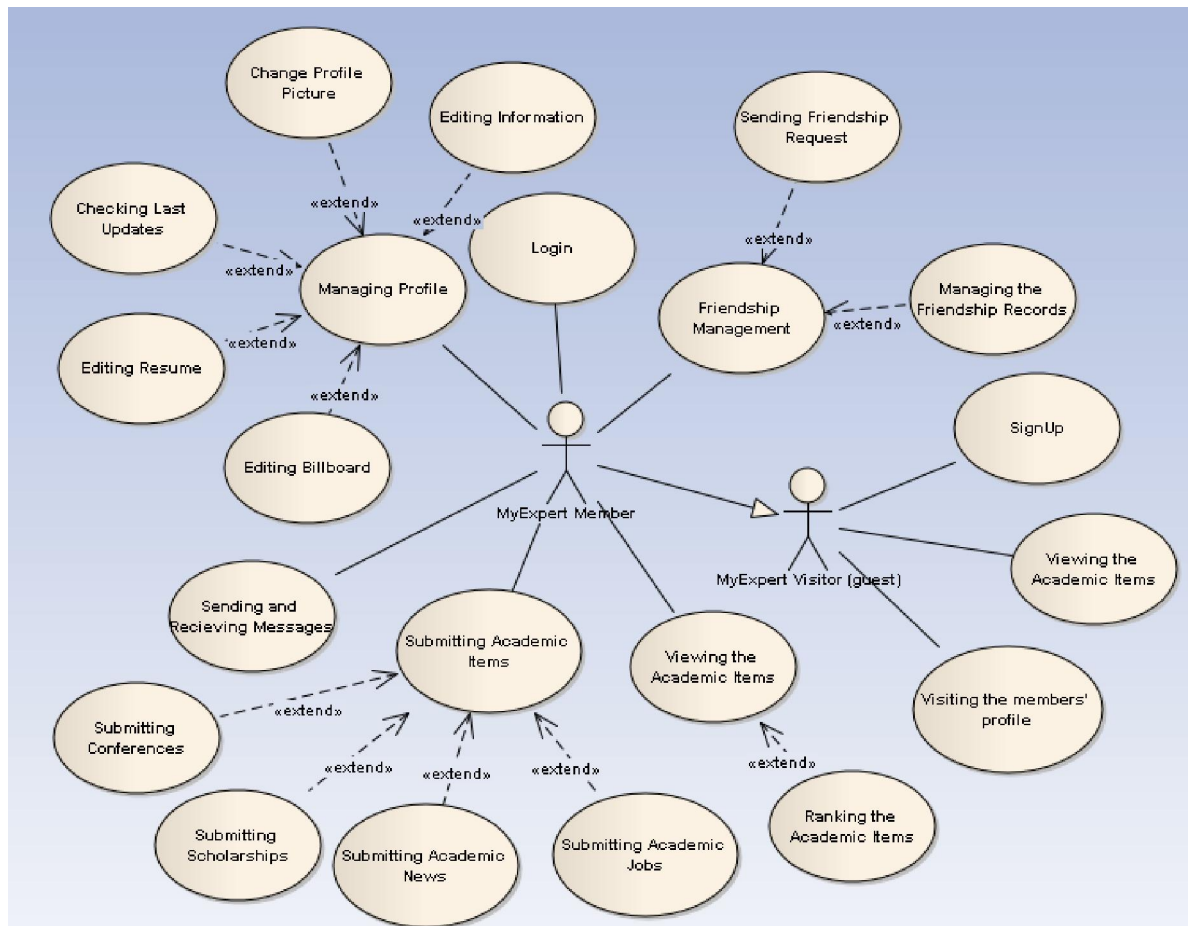 Change Profile
Picture
Editing Information
Sending Friendship
Request
«extend»
«extend»
«extend»
Checking Last
Updates
«extend»
Login
Managing Profile
Friendship
Management
Managing the
Friendship Records
«extend»
Editing Resume
«extend»
«extend»
Editing Billboard
SignUp
MyExpert Member
MyExpert Visitor (guest)
Viewing the
Academic Items
Sending and
Recieving Messages
Submitting Academic
Items
Viewing the
Academic Items
Visiting the members'
profile
«extend»
Submitting
Conferences
«extend»
«extend»
«extend»
«extend»
Submitting
Scholarships
Submitting Academic
News
Submitting Academic
Jobs
Ranking the
Academic Items